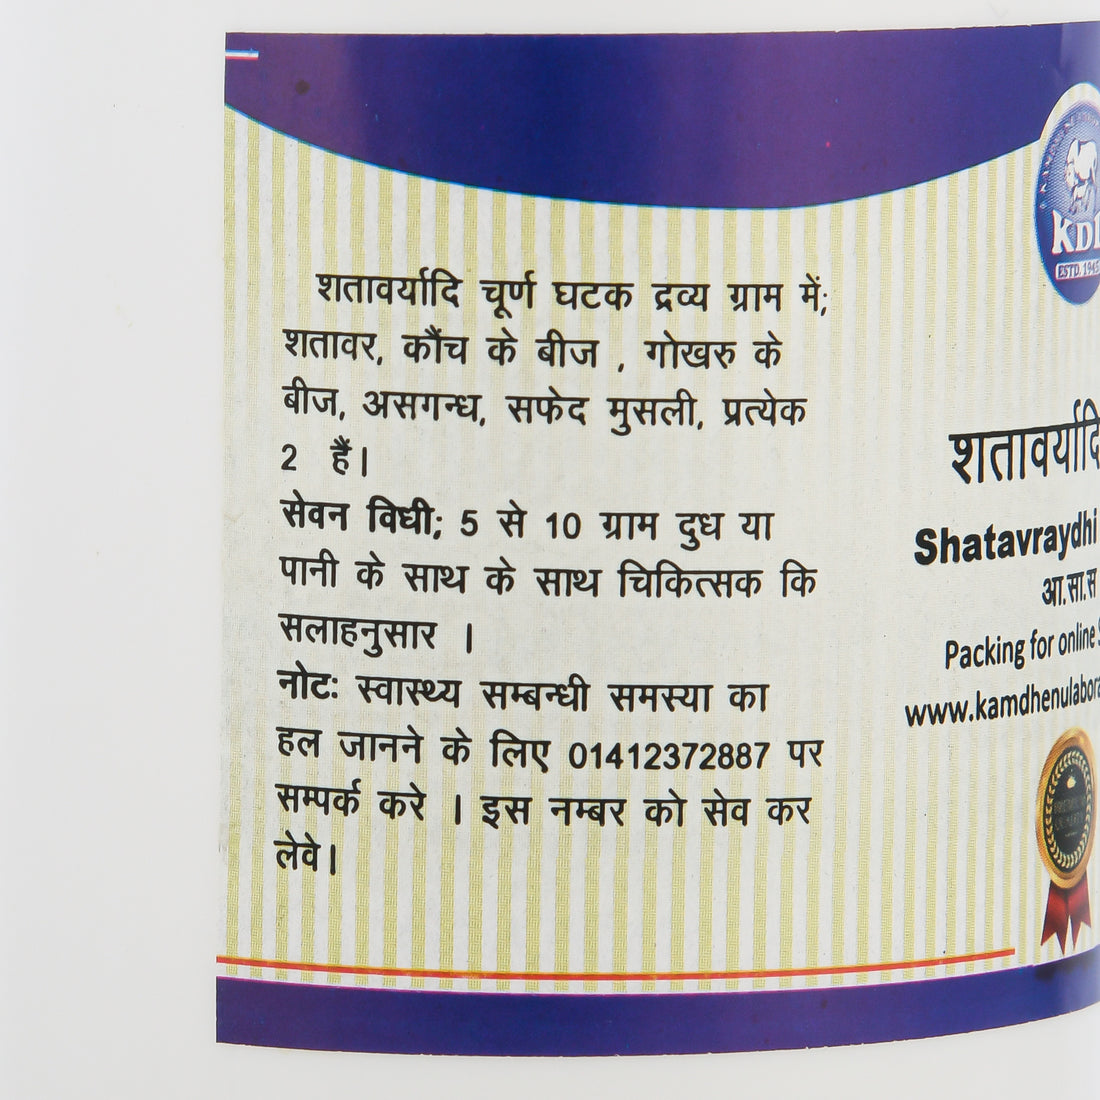 शतावर्यादि चूर्ण घटक द्रव्य ग्राम में;
शतावर, कौंच के बीज , गोखरु के
बीज, असगन्ध, सफेद मुसली, प्रत्येक
2 हैं।
सेवन विधी; 5 से 10 ग्राम दुध या
पानी के साथ के साथ चिकित्सक कि
सलाहनुसार ।
नोटः स्वास्थ्य सम्बन्धी समस्या का
हल जानने के लिए 01412372887 पर
सम्पर्क करे । इस नम्बर को सेव कर
लेवे।
KDL
ESTD. 1945
शतावर्यादि
Shatavraydhi
आ.सा.स
Packing for online
www.kamdhenulabora